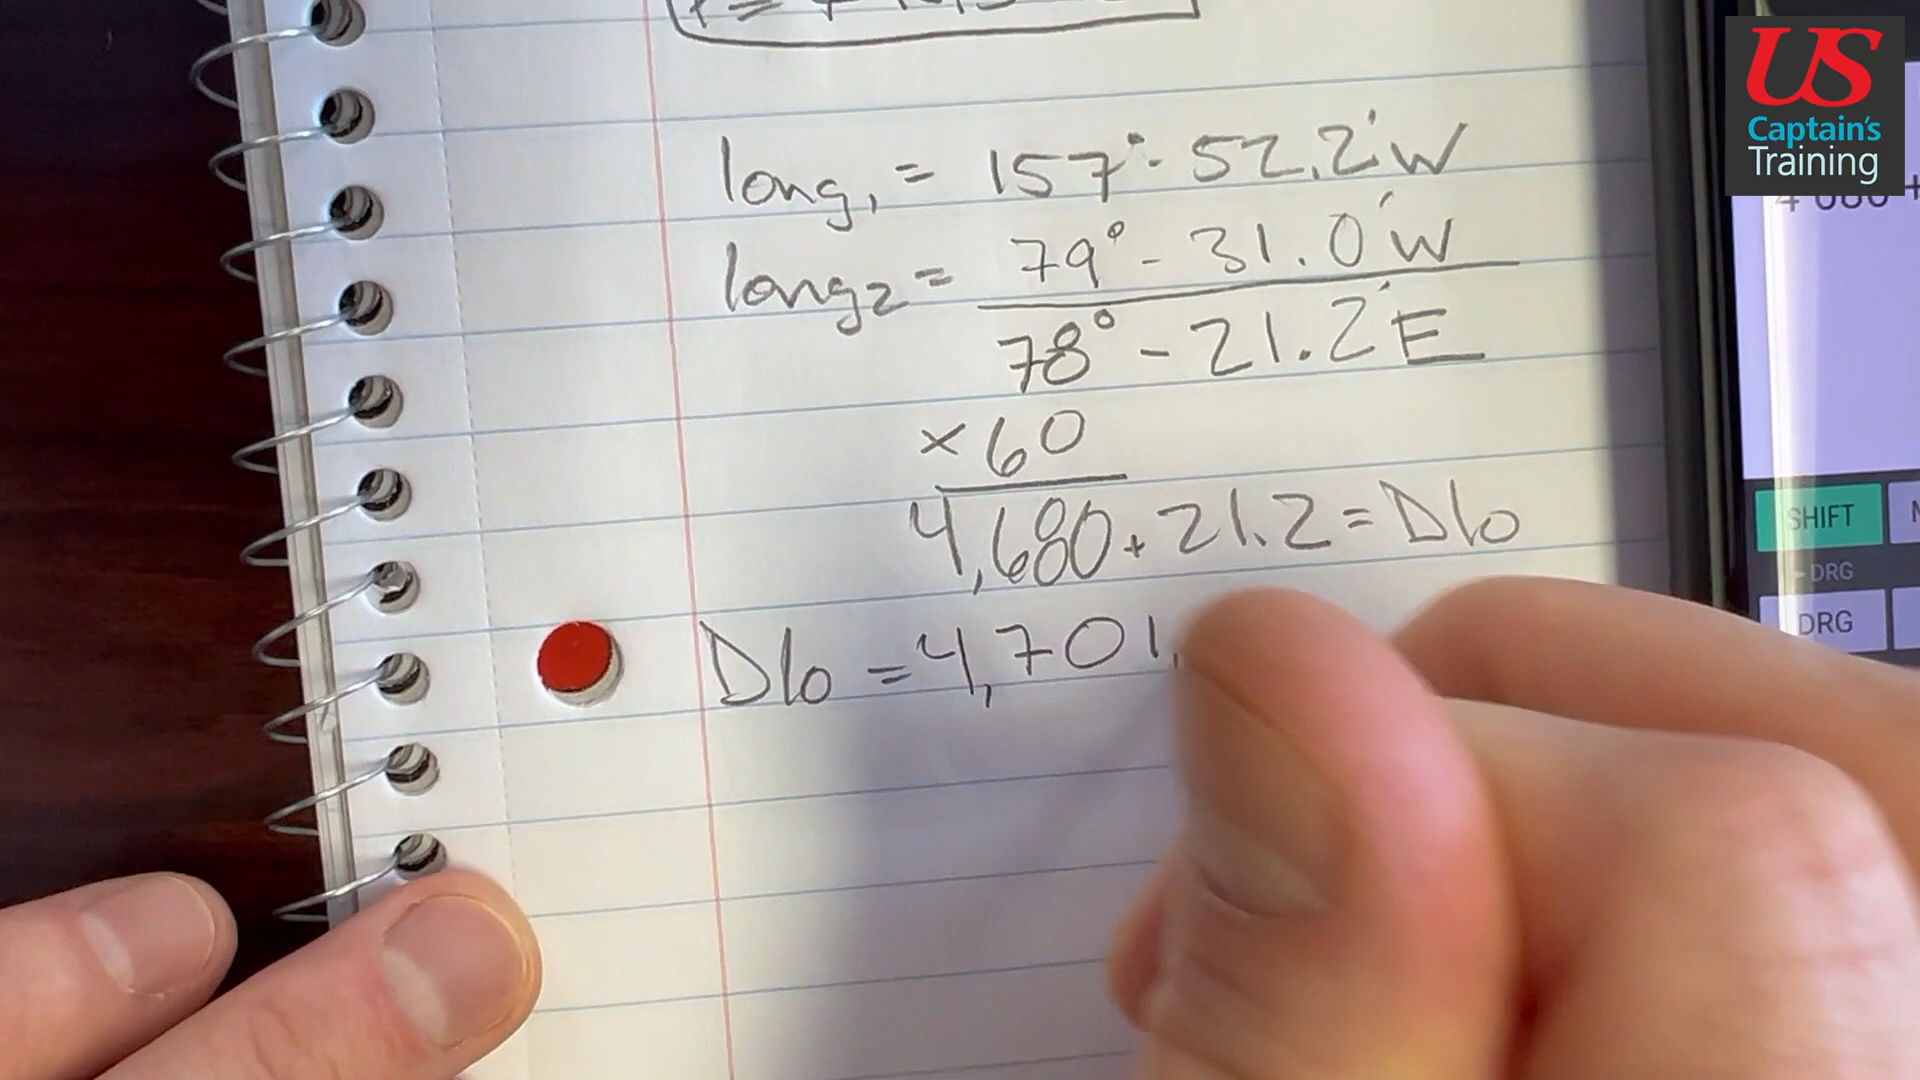 US
Captain's
Training
long₁ = 157° - 52.2' W
long₂ = 79° - 31.0' W
78° - 21.2' E
× 60
4,680 + 21.2 = Dlo
Dlo = 4,701.
SHIFT
DRG
DRG